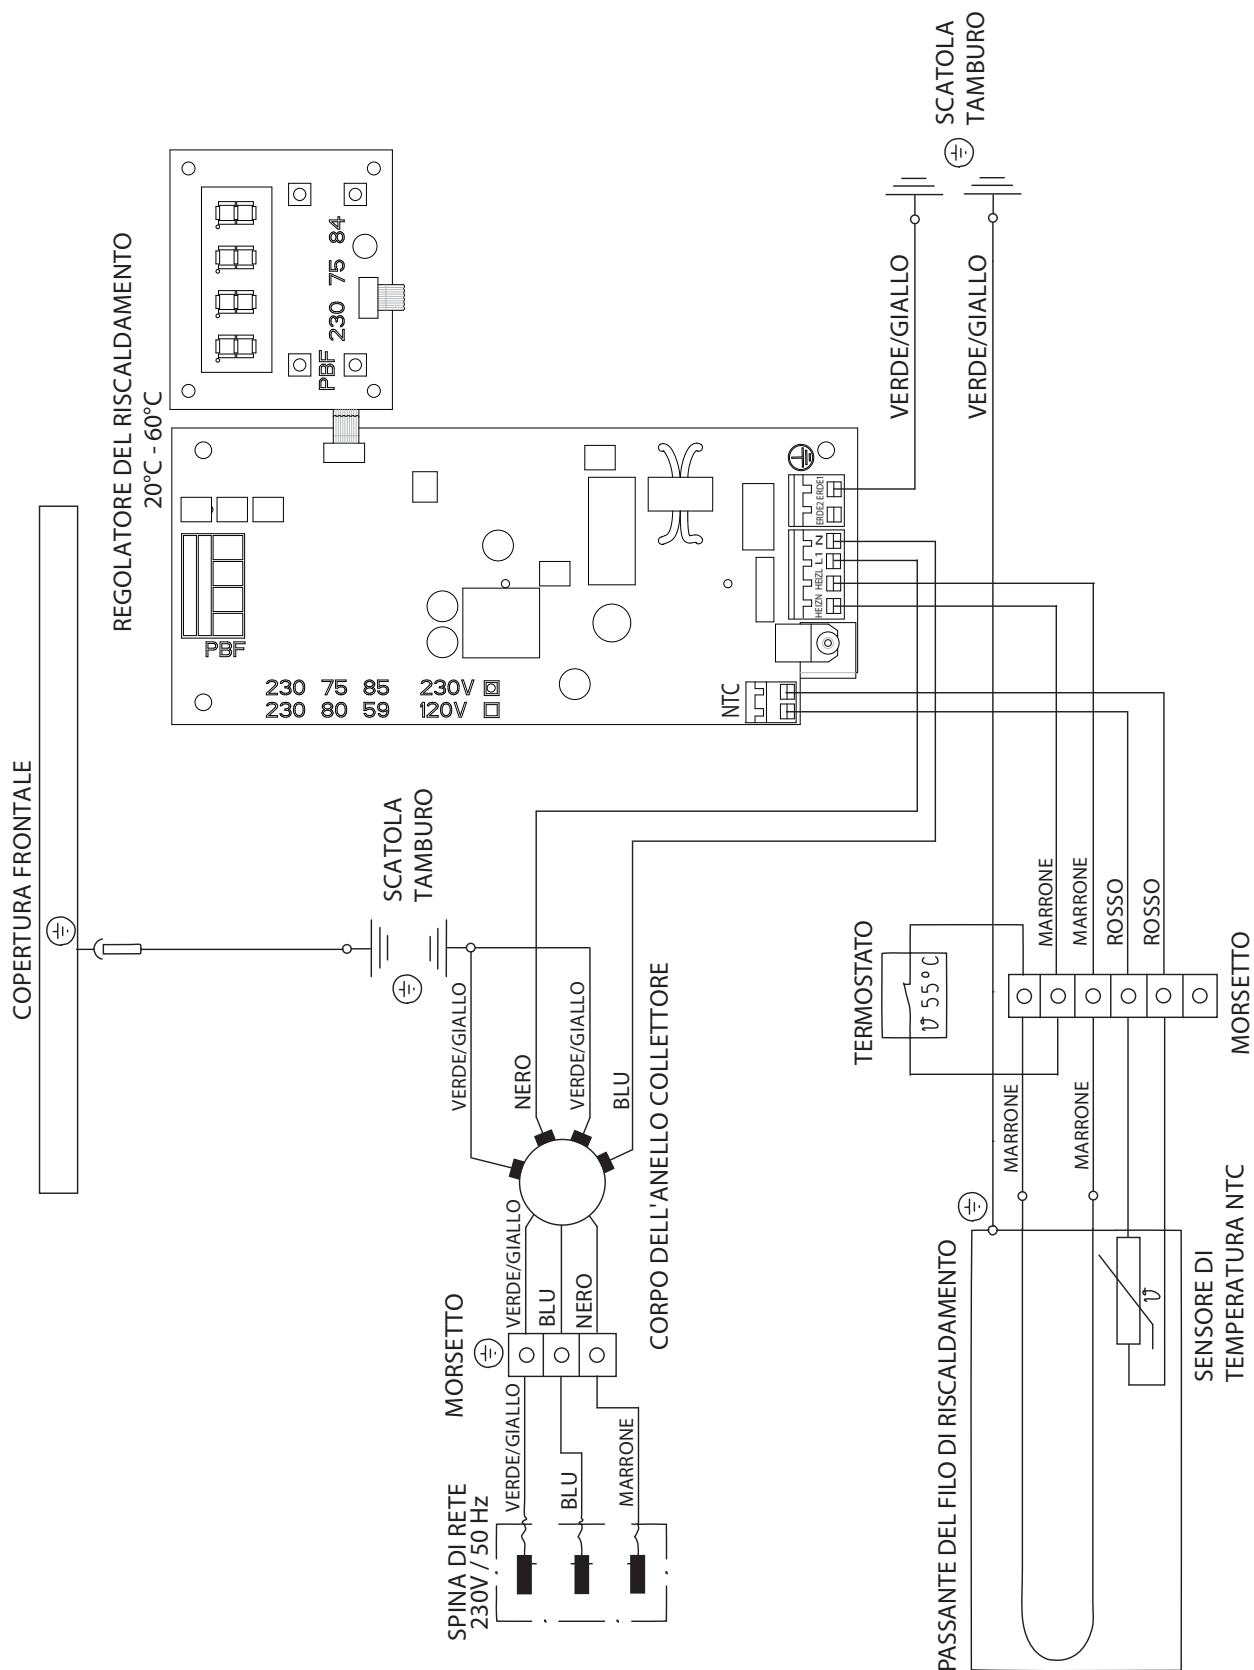 COPERTURA FRONTALE
REGOLATORE DEL RISCALDAMENTO
20°C - 60°C
PBF 230 75 84
PBF
230 75 85 230V
230 80 59 120V
NTC
HEIZN HEIZL L1 N
ERDE2 ERDE1
SCATOLA
TAMBURO
VERDE/GIALLO
VERDE/GIALLO
SCATOLA
TAMBURO
VERDE/GIALLO
NERO
VERDE/GIALLO
BLU
CORPO DELL'ANELLO COLLETTORE
MORSETTO
VERDE/GIALLO
BLU
NERO
SPINA DI RETE
230V / 50 Hz
VERDE/GIALLO
BLU
MARRONE
TERMOSTATO
ϑ 55°C
MARRONE
MARRONE
ROSSO
ROSSO
MORSETTO
MARRONE
MARRONE
PASSANTE DEL FILO DI RISCALDAMENTO
ϑ
SENSORE DI
TEMPERATURA NTC